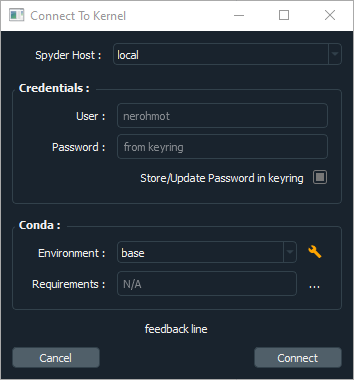 Connect To Kernel
Spyder Host : local
Credentials :
User : nerohmot
Password : from keyring
Store/Update Password in keyring
Conda :
Environment : base
Requirements : N/A ...
feedback line
Cancel Connect